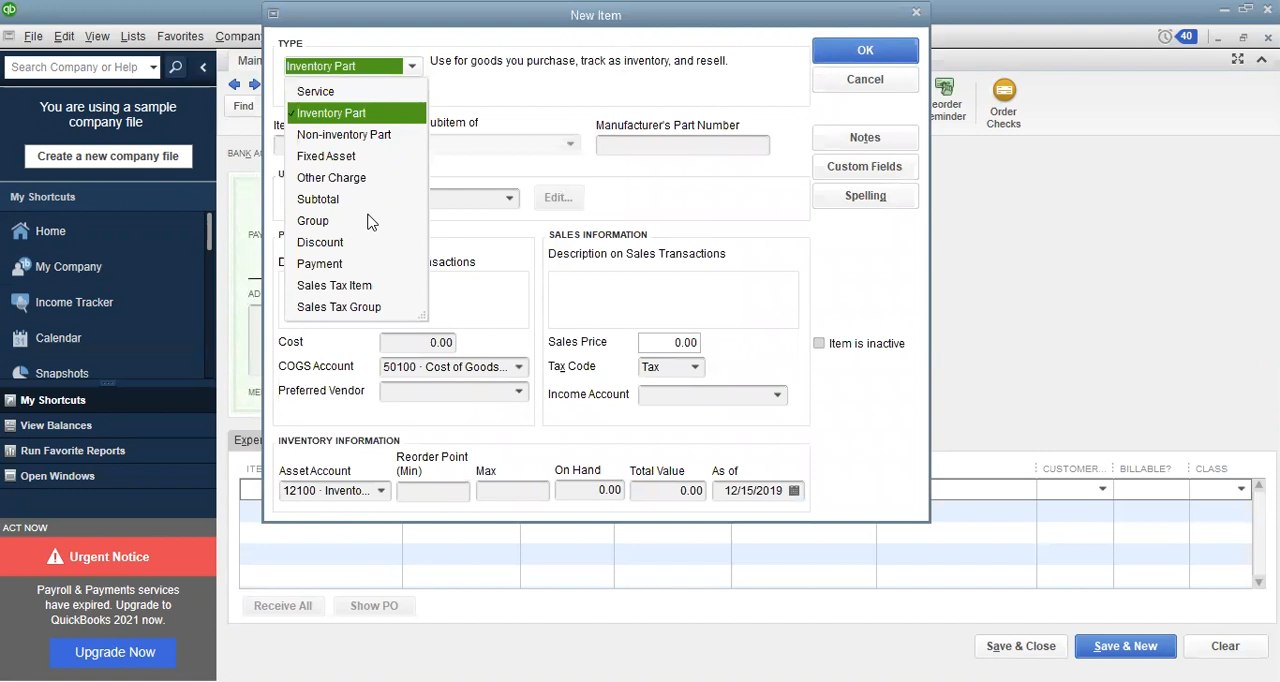 New Item
File Edit View Lists Favorites Company
40
Search Company or Help
You are using a sample
company file
Create a new company file
My Shortcuts
Home
My Company
Income Tracker
Calendar
Snapshots
My Shortcuts
View Balances
Run Favorite Reports
Open Windows
ACT NOW
Urgent Notice
Payroll & Payments services
have expired. Upgrade to
QuickBooks 2021 now.
Upgrade Now
Main
Find
BANK A
Order
Checks
TYPE
Inventory Part
Use for goods you purchase, track as inventory, and resell.
Service
Inventory Part
Non-inventory Part
Fixed Asset
Other Charge
Subtotal
Group
Discount
Payment
Sales Tax Item
Sales Tax Group
ubitem of
Manufacturer's Part Number
Edit...
OK
Cancel
Notes
Custom Fields
Spelling
Item is inactive
ansactions
Cost 0.00
COGS Account 50100 · Cost of Goods...
Preferred Vendor
SALES INFORMATION
Description on Sales Transactions
Sales Price 0.00
Tax Code Tax
Income Account
INVENTORY INFORMATION
Asset Account
Reorder Point
(Min)
Max
On Hand
Total Value
As of
12100 · Invento...
0.00
0.00
12/15/2019
Expe
ITE
CUSTOMER...
BILLABLE?
CLASS
Receive All
Show PO
Save & Close
Save & New
Clear